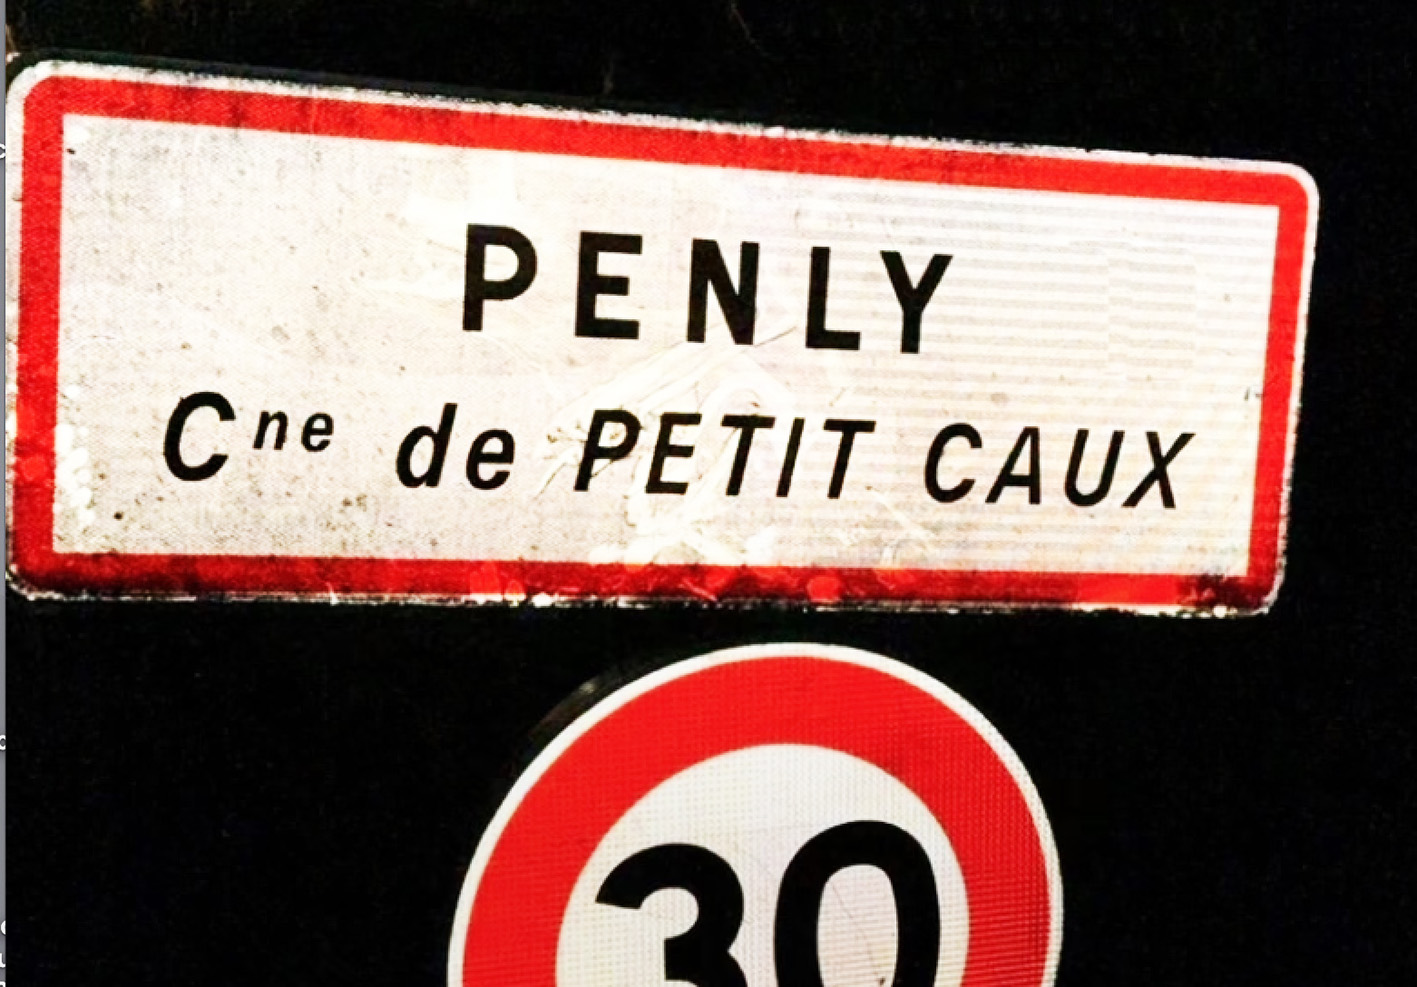 PENLY
Cne de PETIT CAUX
30